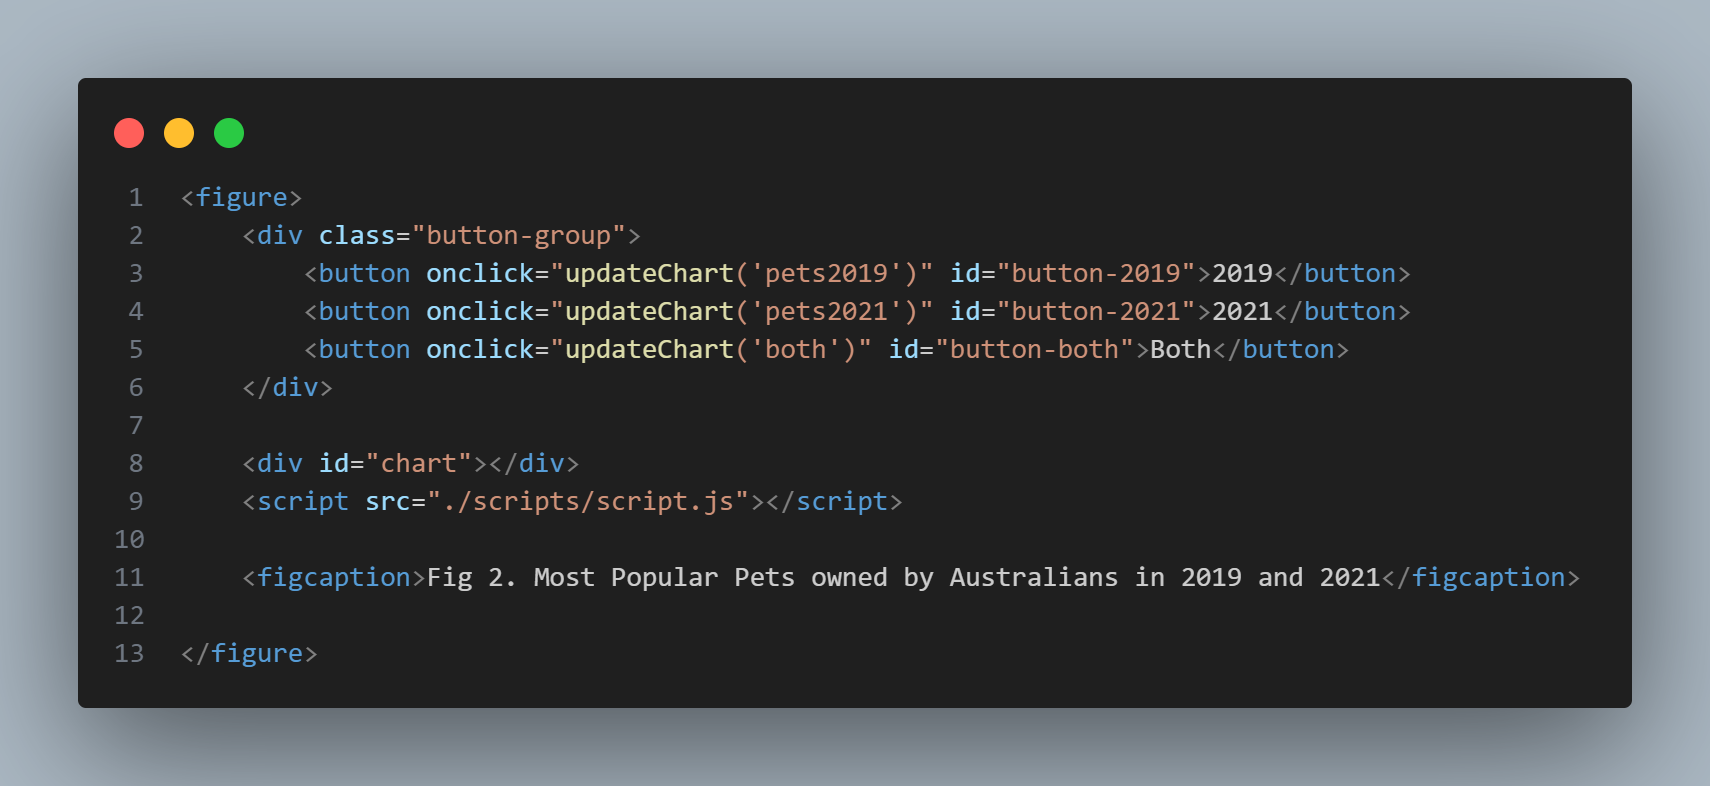 1 <figure>
2     <div class="button-group">
3         <button onclick="updateChart('pets2019')" id="button-2019">2019</button>
4         <button onclick="updateChart('pets2021')" id="button-2021">2021</button>
5         <button onclick="updateChart('both')" id="button-both">Both</button>
6     </div>
7
8     <div id="chart"></div>
9     <script src="./scripts/script.js"></script>
10
11     <figcaption>Fig 2. Most Popular Pets owned by Australians in 2019 and 2021</figcaption>
12
13 </figure>